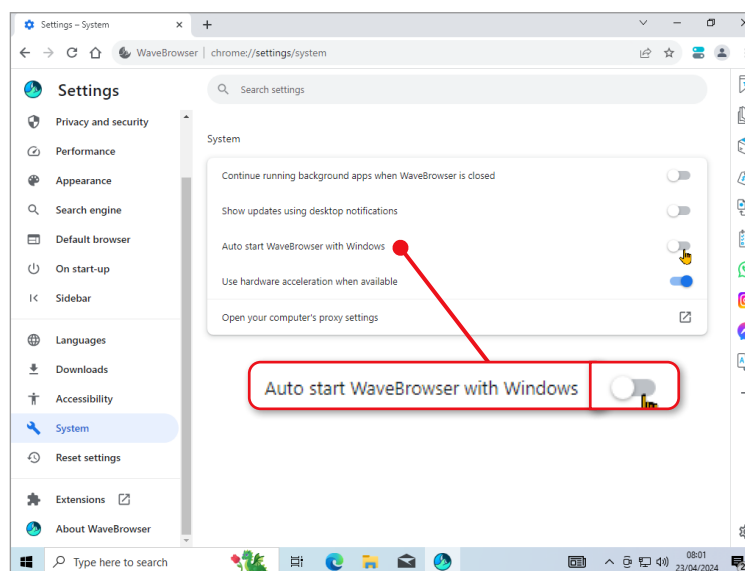 Settings – System
WaveBrowser | chrome://settings/system
Settings
Search settings
Privacy and security
Performance
Appearance
Search engine
Default browser
On start-up
Sidebar
Languages
Downloads
Accessibility
System
Reset settings
Extensions
About WaveBrowser
System
Continue running background apps when WaveBrowser is closed
Show updates using desktop notifications
Auto start WaveBrowser with Windows
Use hardware acceleration when available
Open your computer's proxy settings
Auto start WaveBrowser with Windows
Type here to search
08:01
23/04/2024